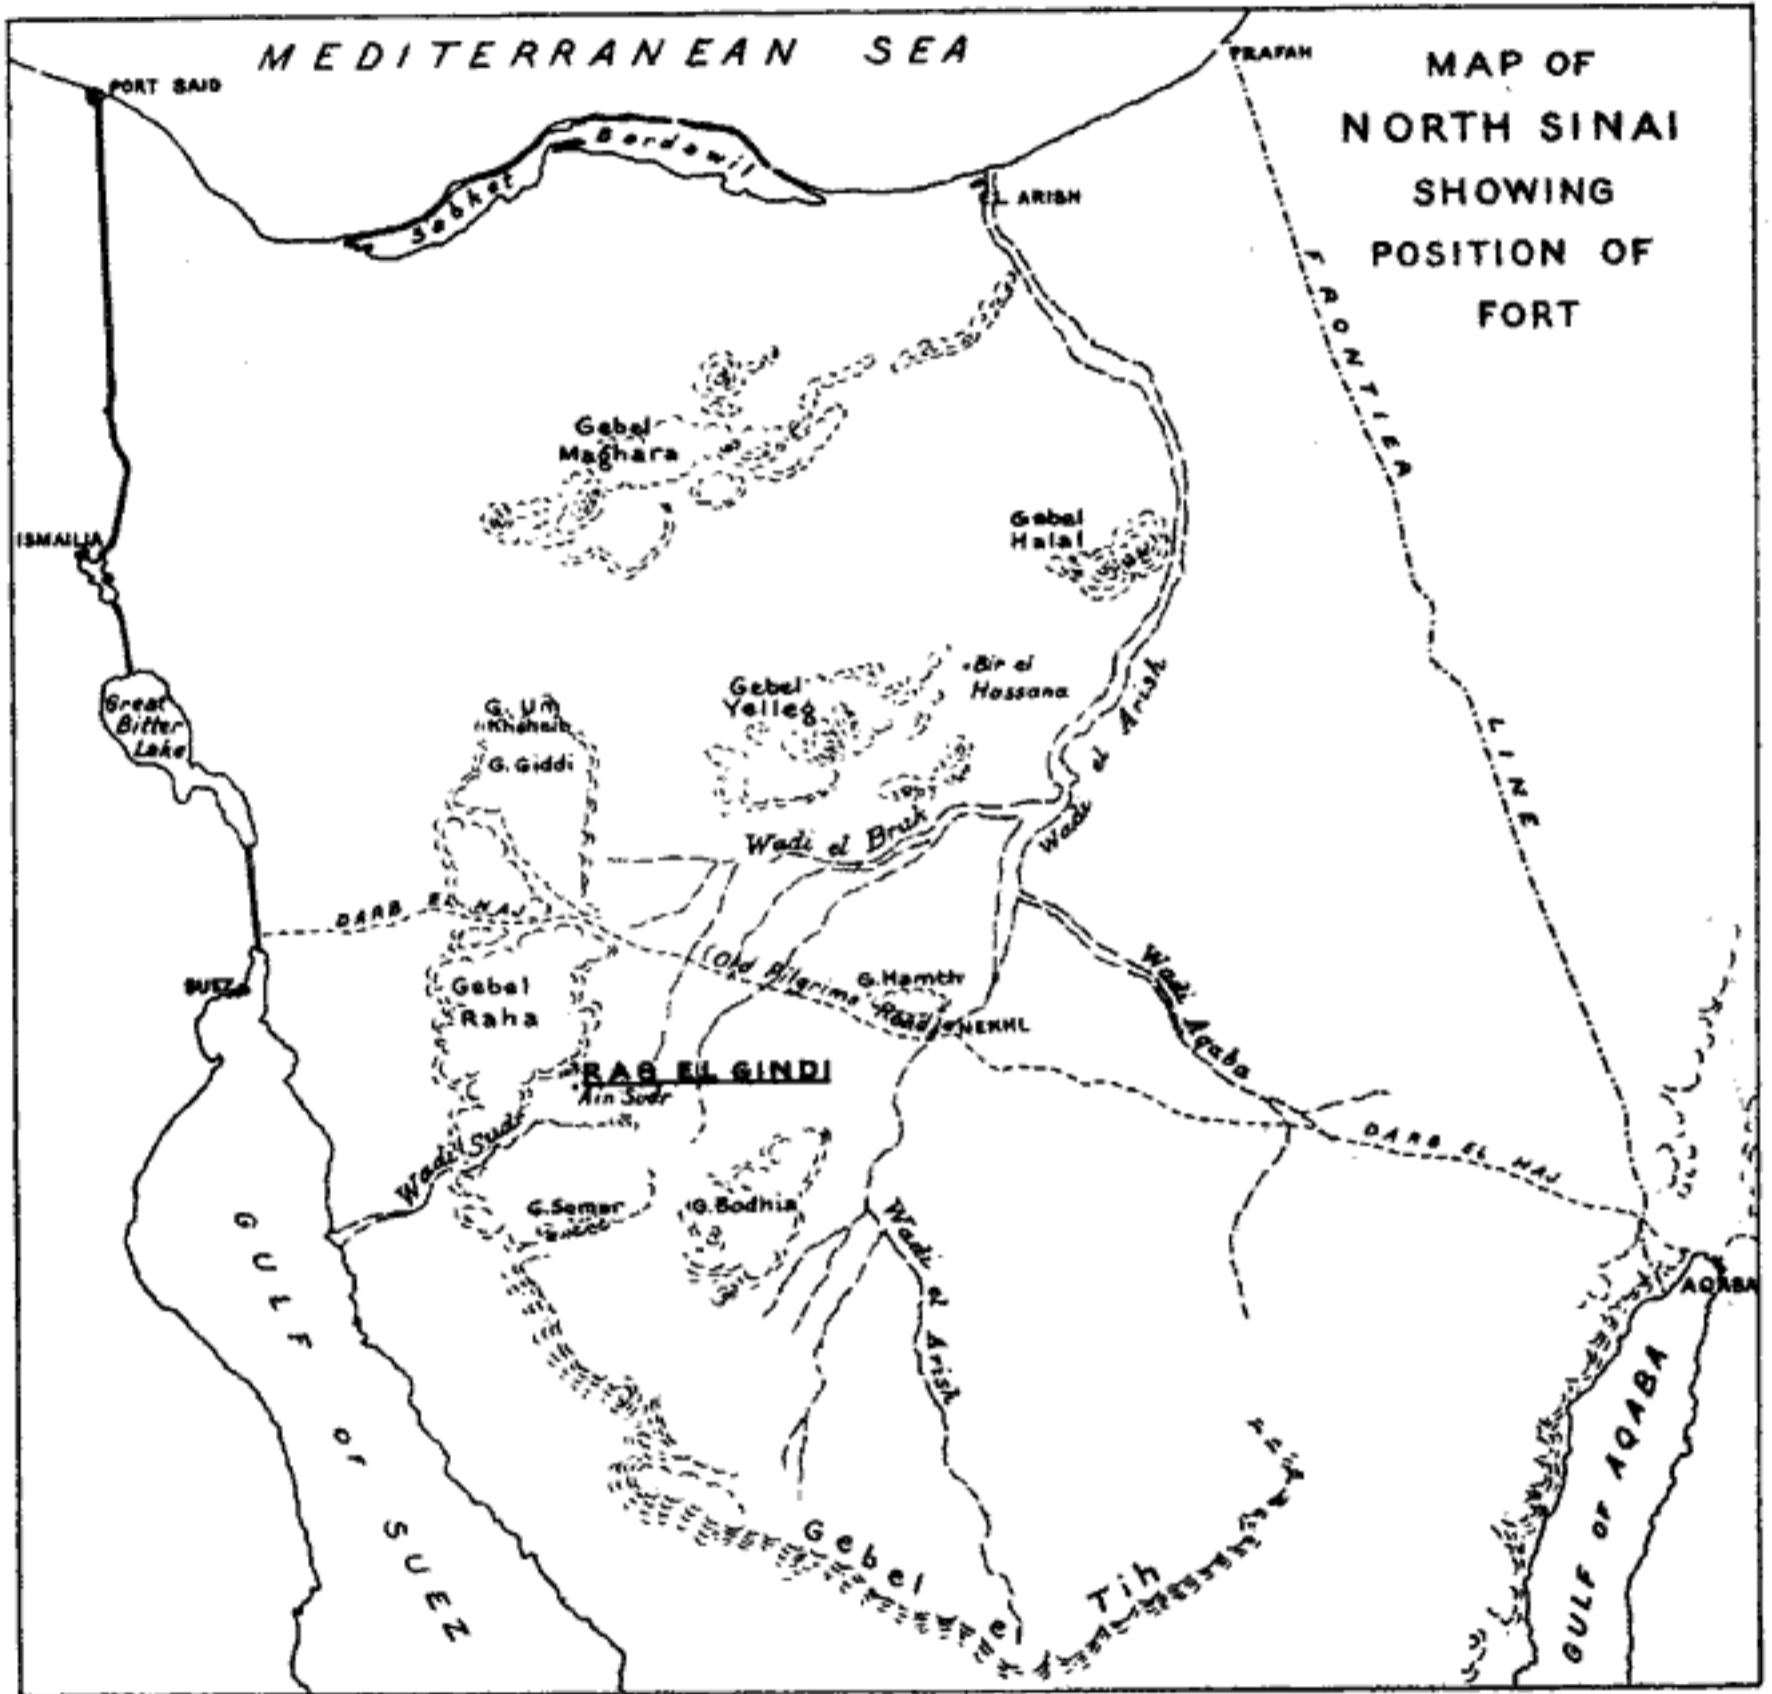 MEDITERRANEAN SEA
MAP OF
NORTH SINAI
SHOWING
POSITION OF
FORT
PORT SAID
RAFAH
Sabket Bardawil
EL ARISH
FRONTIER LINE
Gebel
Maghara
Gebel
Halal
ISMAILIA
Great
Bitter
Lake
G. Um
Khsheib
G. Giddi
Gebel
Yelleg
Bir el
Hassana
Wadi el Arish
Wadi el Bruk
DARB EL HAJ
(Old Pilgrims Road)
G. Hamth
NEKHL
Wadi Aqaba
SUEZ
Gebel
Raha
RAS EL GINDI
Ain Sudr
Wadi Sudr
DARB EL HAJ
G. Somar
G. Bodhia
Wadi el Arish
AQABA
GULF OF SUEZ
GULF OF AQABA
Gebel e Tih